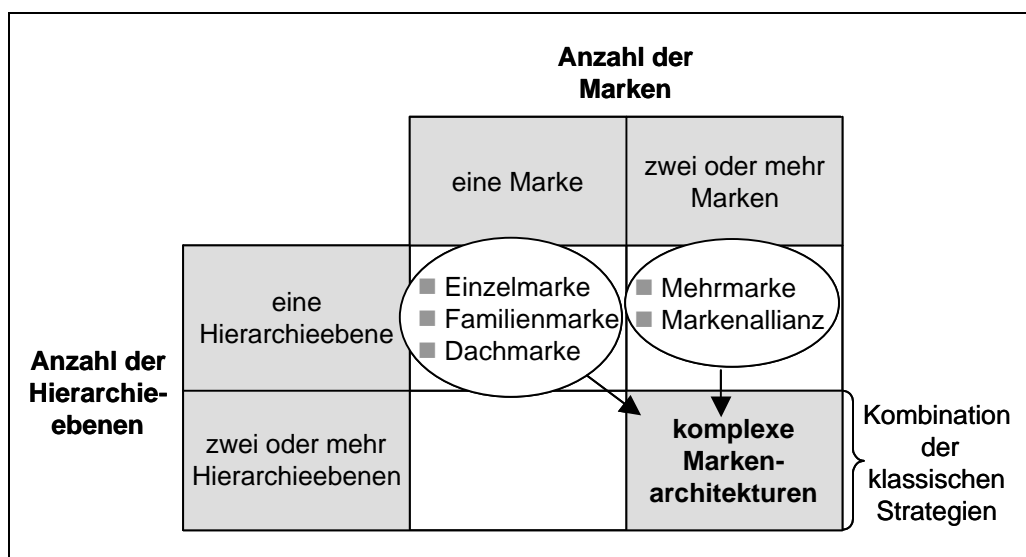 Anzahl der
Marken
eine Marke
zwei oder mehr
Marken
eine
Hierarchieebene
Einzelmarke
Familienmarke
Dachmarke
Mehrmarke
Markenallianz
Anzahl der
Hierarchie-
ebenen
zwei oder mehr
Hierarchieebenen
komplexe
Marken-
architekturen
Kombination
der
klassischen
Strategien